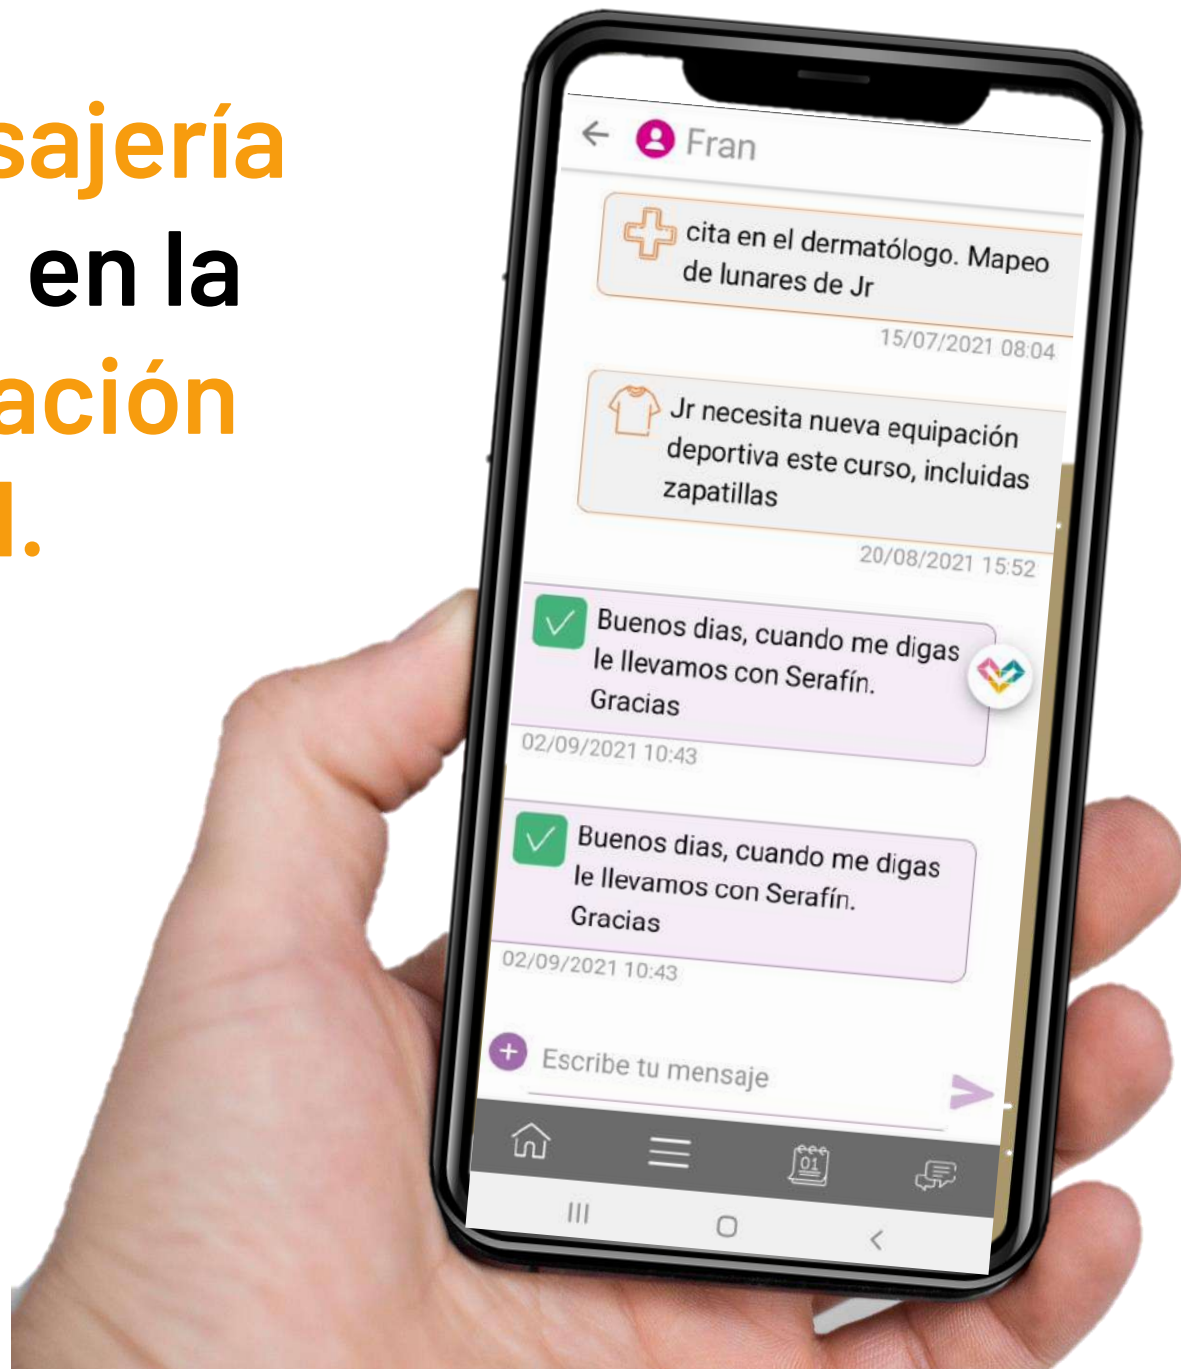 sajería
en la
ación
l.
Fran
cita en el dermatólogo. Mapeo
de lunares de Jr
15/07/2021 08:04
Jr necesita nueva equipación
deportiva este curso, incluidas
zapatillas
20/08/2021 15:52
Buenos dias, cuando me digas
le llevamos con Serafín.
Gracias
02/09/2021 10:43
Buenos dias, cuando me digas
le llevamos con Serafín.
Gracias
02/09/2021 10:43
Escribe tu mensaje
01